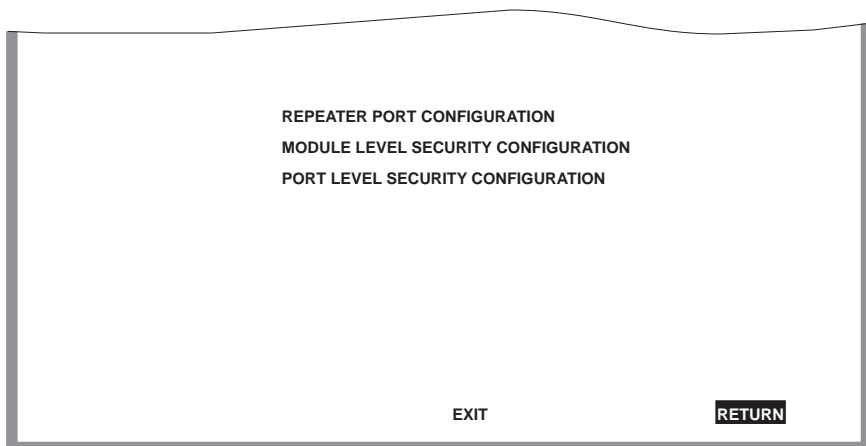 REPEATER PORT CONFIGURATION
MODULE LEVEL SECURITY CONFIGURATION
PORT LEVEL SECURITY CONFIGURATION
EXIT RETURN